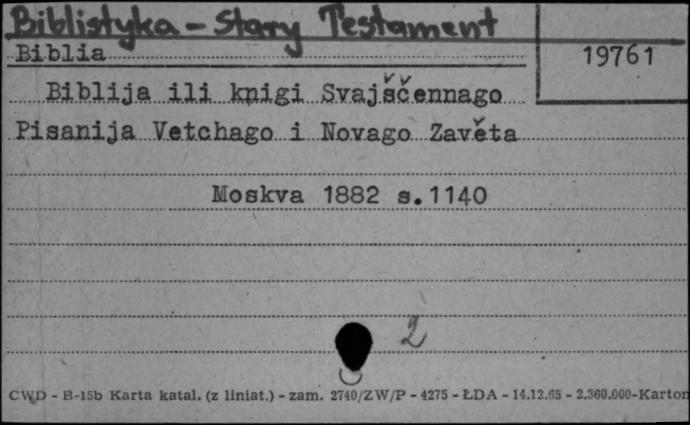 Biblistyka - Stary Testament
Biblia
19761
Biblija ili knigi Svajščennago
Pisanija Vetchago i Novago Zavěta
Moskva 1882 s.1140
2
CWD - B-15b Karta katal. (z liniat.) - zam. 2740/ZW/P - 4275 - ŁDA - 14.12.65 - 2.360.000-Karton